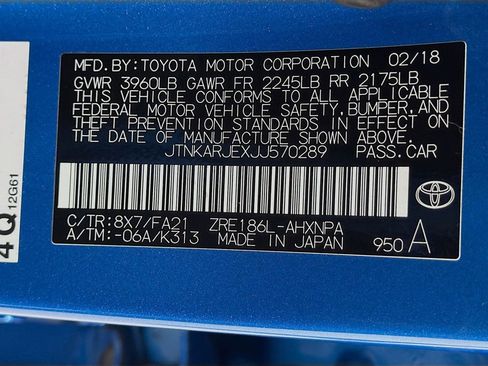 MFD.BY:TOYOTA MOTOR CORPORATION 02/18
GVWR 3960LB GAWR FR 2245LB RR 2175LB
THIS VEHICLE CONFORMS TO ALL APPLICABLE
FEDERAL MOTOR VEHICLE SAFETY,BUMPER,AND
THEFT PREVENTION STANDARDS IN EFFECT ON
THE DATE OF MANUFACTURE SHOWN ABOVE.
JTNKARJEXJJ570289 PASS.CAR
C/TR:8X7/FA21 ZRE186L-AHXNPA
A/TM:-06A/K313 MADE IN JAPAN 950 A
TOYOTA
4Q
12G61